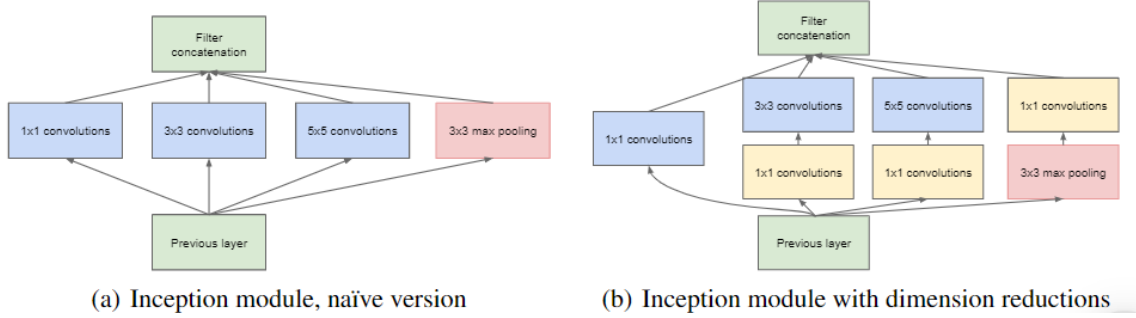 Filter
concatenation
1x1 convolutions
3x3 convolutions
5x5 convolutions
3x3 max pooling
Previous layer
(a) Inception module, naïve version
Filter
concatenation
3x3 convolutions
5x5 convolutions
1x1 convolutions
1x1 convolutions
1x1 convolutions
1x1 convolutions
3x3 max pooling
Previous layer
(b) Inception module with dimension reductions